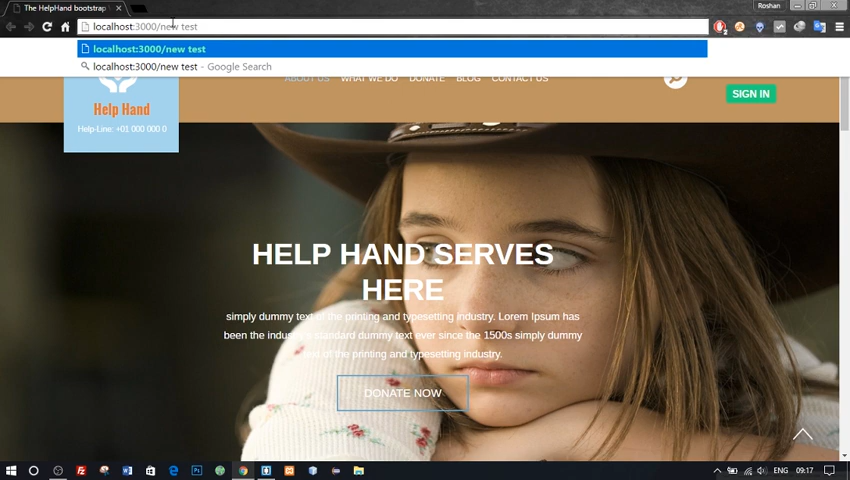 The HelpHand bootstrap
Roshan
localhost:3000/new test
localhost:3000/new test
localhost:3000/new test - Google Search
ABOUT US WHAT WE DO DONATE BLOG CONTACT US
SIGN IN
Help Hand
Help-Line: +01 000 000 0
HELP HAND SERVES
HERE
simply dummy text of the printing and typesetting industry. Lorem Ipsum has
been the industry's standard dummy text ever since the 1500s simply dummy
text of the printing and typesetting industry.
DONATE NOW
ENG
09:17